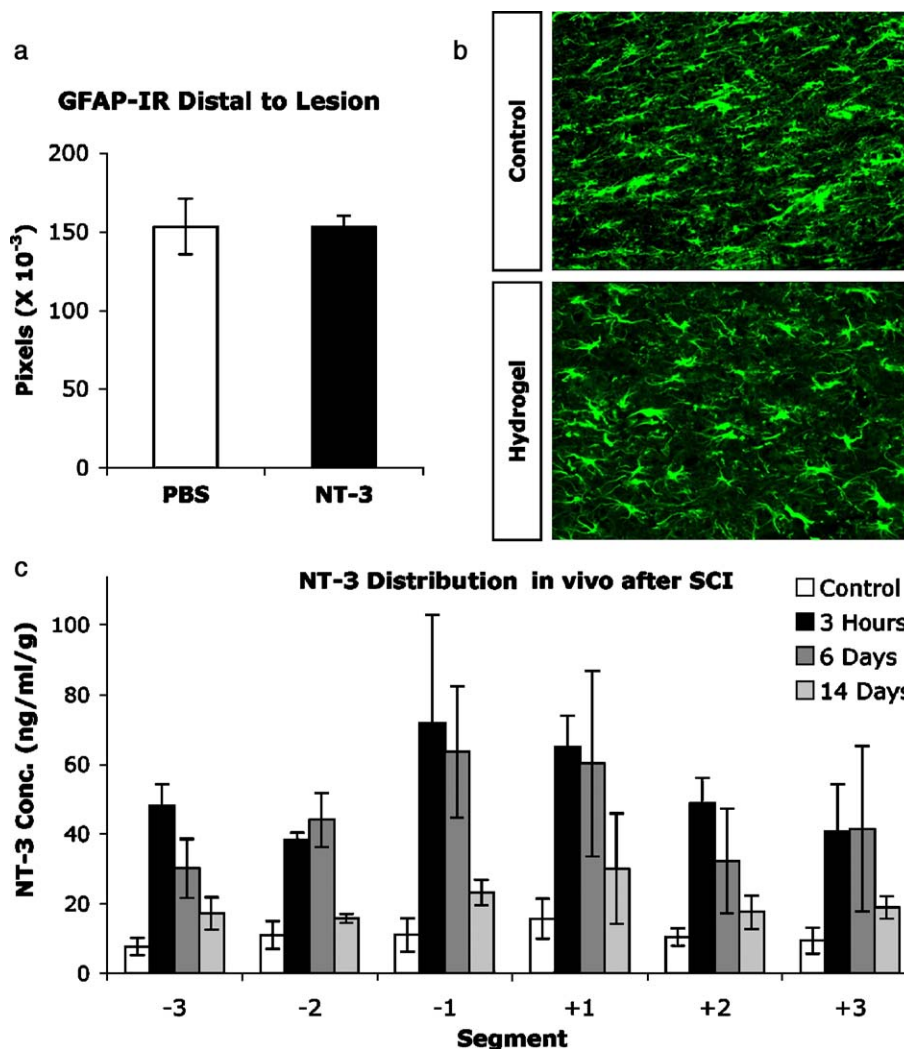 a
GFAP-IR Distal to Lesion
200
150
100
50
0
Pixels (X 10⁻³)
PBS
NT-3
b
Control
Hydrogel
c
NT-3 Distribution in vivo after SCI
Control
3 Hours
6 Days
14 Days
100
80
60
40
20
0
NT-3 Conc. (ng/ml/g)
-3
-2
-1
+1
+2
+3
Segment